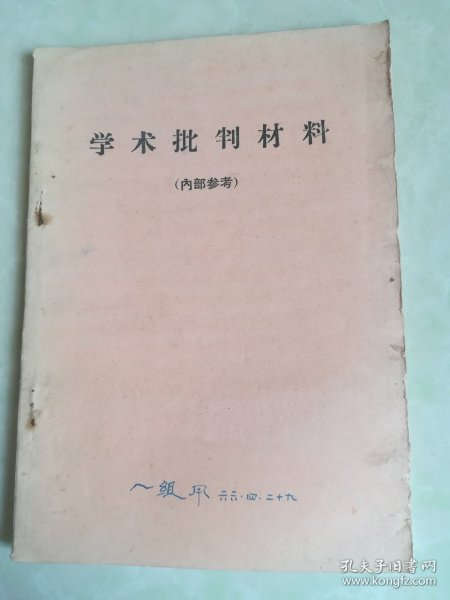 学术批判材料
(内部参考)
一组用 六六·四·二十九
孔夫子旧书网
www.kongfz.com